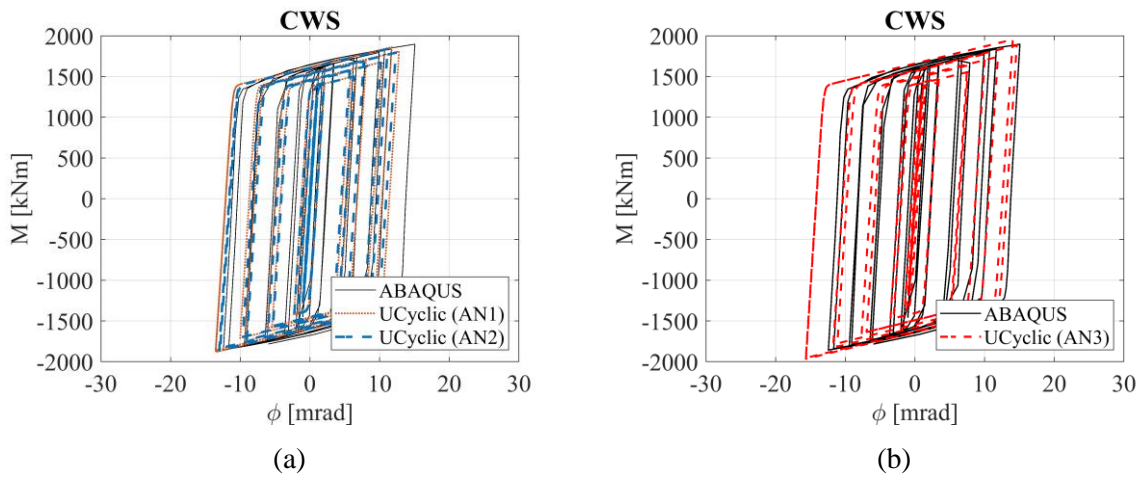 CWS
2000
1500
1000
500
0
-500
-1000
-1500
-2000
M [kNm]
-30 -20 -10 0 10 20 30
ϕ [mrad]
ABAQUS
UCyclic (AN1)
UCyclic (AN2)
(a)
CWS
2000
1500
1000
500
0
-500
-1000
-1500
-2000
M [kNm]
-30 -20 -10 0 10 20 30
ϕ [mrad]
ABAQUS
UCyclic (AN3)
(b)